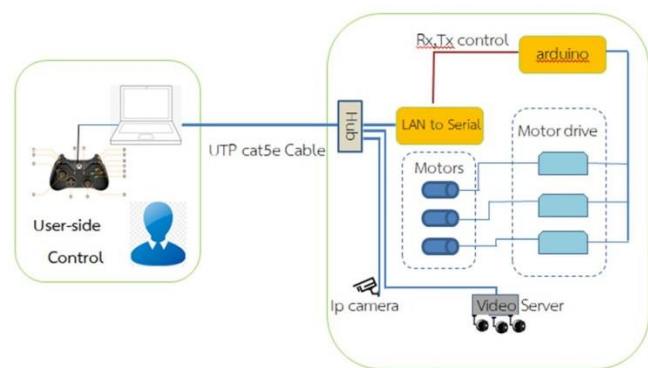 Rx,Tx control
arduino
Hub
LAN to Serial
UTP cat5e Cable
Motor drive
Motors
User-side
Control
Ip camera
Video Server